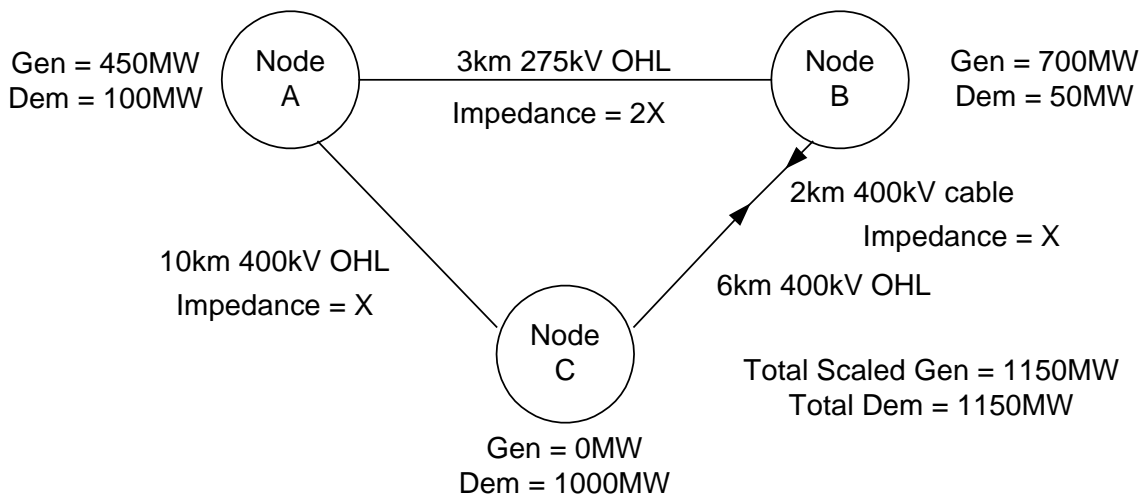 Gen = 450MW
Dem = 100MW
Node
A
3km 275kV OHL
Impedance = 2X
Node
B
Gen = 700MW
Dem = 50MW
2km 400kV cable
Impedance = X
10km 400kV OHL
Impedance = X
6km 400kV OHL
Node
C
Total Scaled Gen = 1150MW
Total Dem = 1150MW
Gen = 0MW
Dem = 1000MW